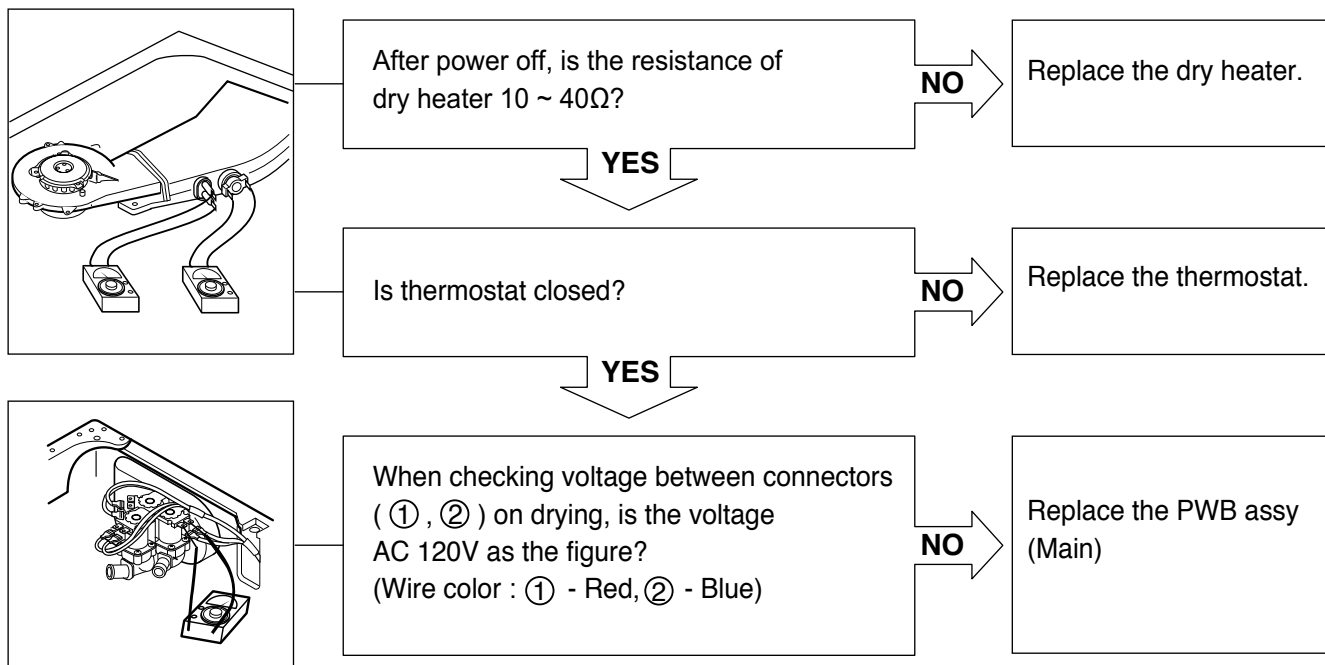 After power off, is the resistance of
dry heater 10 ~ 40Ω?
NO
Replace the dry heater.
YES
Is thermostat closed?
NO
Replace the thermostat.
YES
When checking voltage between connectors
( ① , ② ) on drying, is the voltage
AC 120V as the figure?
(Wire color : ① - Red, ② - Blue)
NO
Replace the PWB assy
(Main)